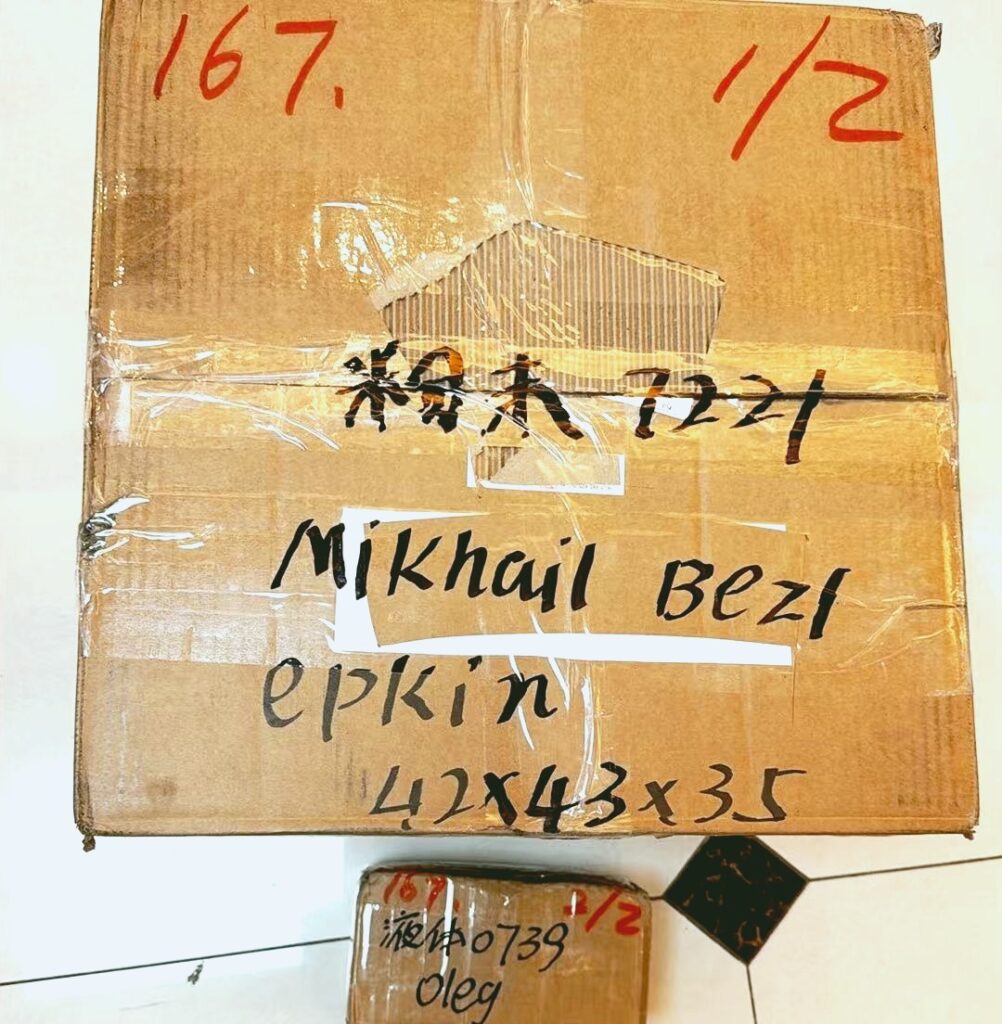 167. 1/2
粉末 7221
Mikhail Bezl
epkin
42x43x35
167. 2/2
液体0739
Oleg